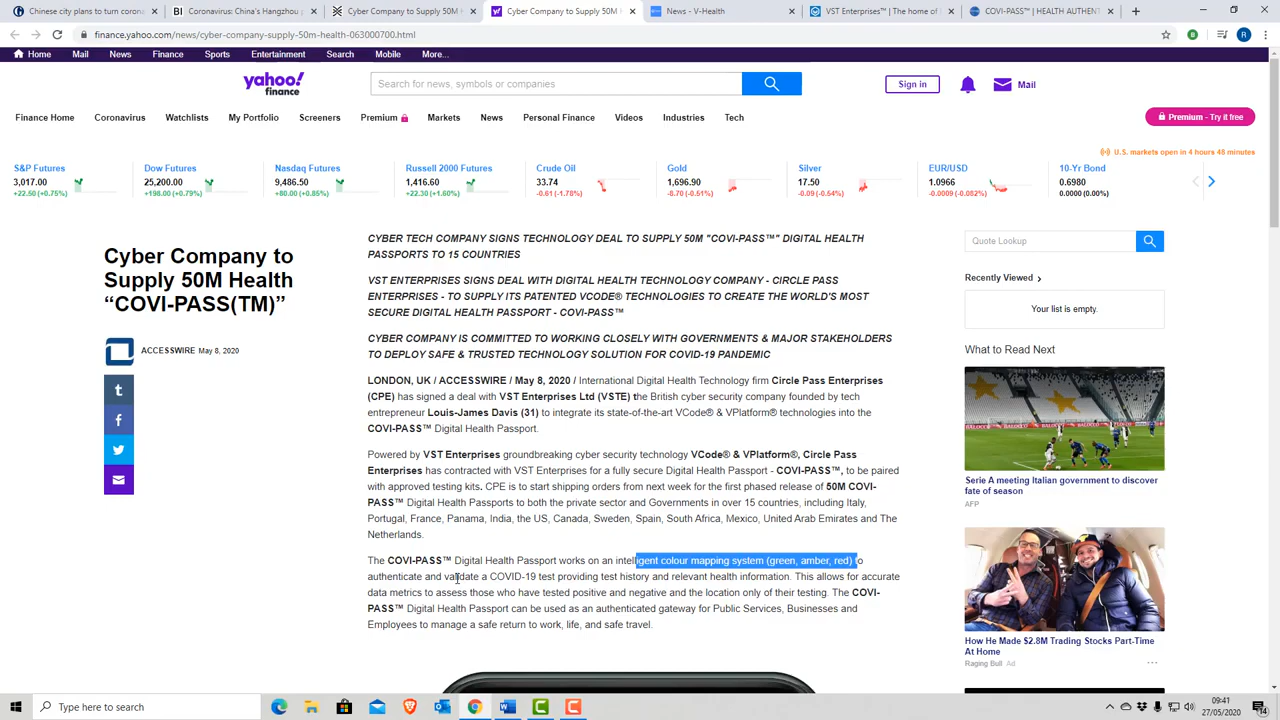 Chinese city plans to turn coron
Coronavirus: China's Hangzhou
Cyber Company to Supply 50M H
Cyber Company to Supply 50M H
News - V-Health
VST Enterprises™ | The home of
COVI-PASS™ | HEALTH AUTHENT
finance.yahoo.com/news/cyber-company-supply-50m-health-063000700.html
B
R
Home Mail News Finance Sports Entertainment Search Mobile More...
yahoo!
finance
Search for news, symbols or companies
Sign in
Mail
Finance Home Coronavirus Watchlists My Portfolio Screeners Premium Markets News Personal Finance Videos Industries Tech
Premium - Try it free
U.S. markets open in 4 hours 48 minutes
S&P Futures
3,017.00
+22.50 (+0.75%)
Dow Futures
25,200.00
+198.00 (+0.79%)
Nasdaq Futures
9,486.50
+80.00 (+0.85%)
Russell 2000 Futures
1,416.60
+22.30 (+1.60%)
Crude Oil
33.74
-0.61 (-1.78%)
Gold
1,696.90
-8.70 (-0.51%)
Silver
17.50
-0.09 (-0.54%)
EUR/USD
1.0966
-0.0009 (-0.082%)
10-Yr Bond
0.6980
0.0000 (0.00%)
Cyber Company to
Supply 50M Health
“COVI-PASS(TM)”
ACCESSWIRE May 8, 2020
CYBER TECH COMPANY SIGNS TECHNOLOGY DEAL TO SUPPLY 50M "COVI-PASS™" DIGITAL HEALTH
PASSPORTS TO 15 COUNTRIES
VST ENTERPRISES SIGNS DEAL WITH DIGITAL HEALTH TECHNOLOGY COMPANY - CIRCLE PASS
ENTERPRISES - TO SUPPLY ITS PATENTED VCODE® TECHNOLOGIES TO CREATE THE WORLD'S MOST
SECURE DIGITAL HEALTH PASSPORT - COVI-PASS™
CYBER COMPANY IS COMMITTED TO WORKING CLOSELY WITH GOVERNMENTS & MAJOR STAKEHOLDERS
TO DEPLOY SAFE & TRUSTED TECHNOLOGY SOLUTION FOR COVID-19 PANDEMIC
LONDON, UK / ACCESSWIRE / May 8, 2020 / International Digital Health Technology firm Circle Pass Enterprises
(CPE) has signed a deal with VST Enterprises Ltd (VSTE) the British cyber security company founded by tech
entrepreneur Louis-James Davis (31) to integrate its state-of-the-art VCode® & VPlatform® technologies into the
COVI-PASS™ Digital Health Passport.
Powered by VST Enterprises groundbreaking cyber security technology VCode® & VPlatform®, Circle Pass
Enterprises has contracted with VST Enterprises for a fully secure Digital Health Passport - COVI-PASS™, to be paired
with approved testing kits. CPE is to start shipping orders from next week for the first phased release of 50M COVI-
PASS™ Digital Health Passports to both the private sector and Governments in over 15 countries, including Italy,
Portugal, France, Panama, India, the US, Canada, Sweden, Spain, South Africa, Mexico, United Arab Emirates and The
Netherlands.
The COVI-PASS™ Digital Health Passport works on an intelligent colour mapping system (green, amber, red) to
authenticate and validate a COVID-19 test providing test history and relevant health information. This allows for accurate
data metrics to assess those who have tested positive and negative and the location only of their testing. The COVI-
PASS™ Digital Health Passport can be used as an authenticated gateway for Public Services, Businesses and
Employees to manage a safe return to work, life, and safe travel.
Quote Lookup
Recently Viewed
Your list is empty.
What to Read Next
Serie A meeting Italian government to discover
fate of season
AFP
How He Made $2.8M Trading Stocks Part-Time
At Home
Raging Bull Ad
Type here to search
09:41
27/05/2020